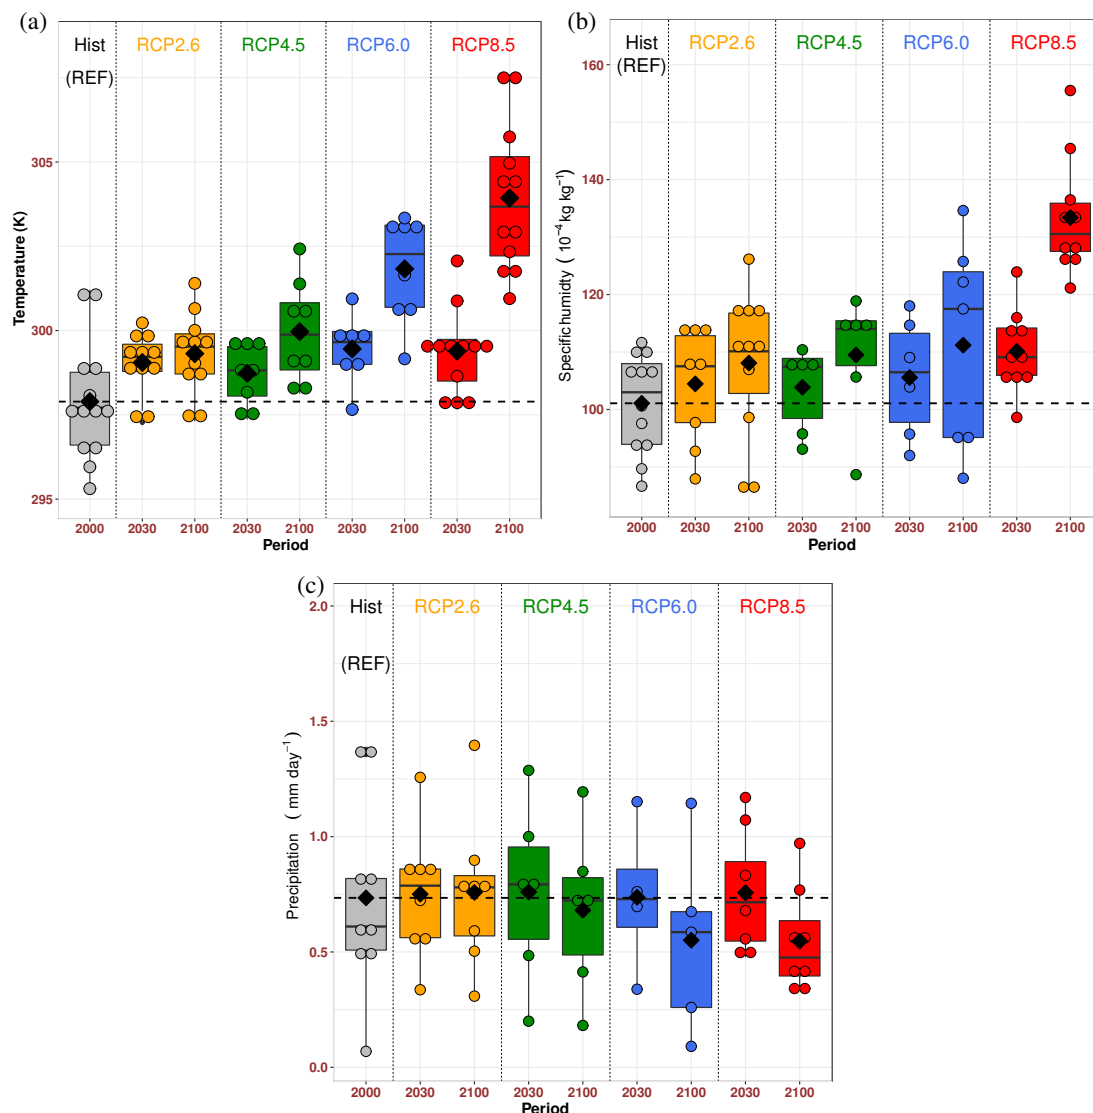 (a)
Hist RCP2.6 RCP4.5 RCP6.0 RCP8.5
(REF)
305
300
295
Temperature (K)
2000 2030 2100 2030 2100 2030 2100 2030 2100
Period
(b)
Hist RCP2.6 RCP4.5 RCP6.0 RCP8.5
(REF)
160
140
120
100
Specifichumidty ( 10⁻⁴ kg kg⁻¹)
2000 2030 2100 2030 2100 2030 2100 2030 2100
Period
(c)
Hist RCP2.6 RCP4.5 RCP6.0 RCP8.5
(REF)
2.0
1.5
1.0
0.5
0.0
Precipitation ( mm day⁻¹)
2000 2030 2100 2030 2100 2030 2100 2030 2100
Period